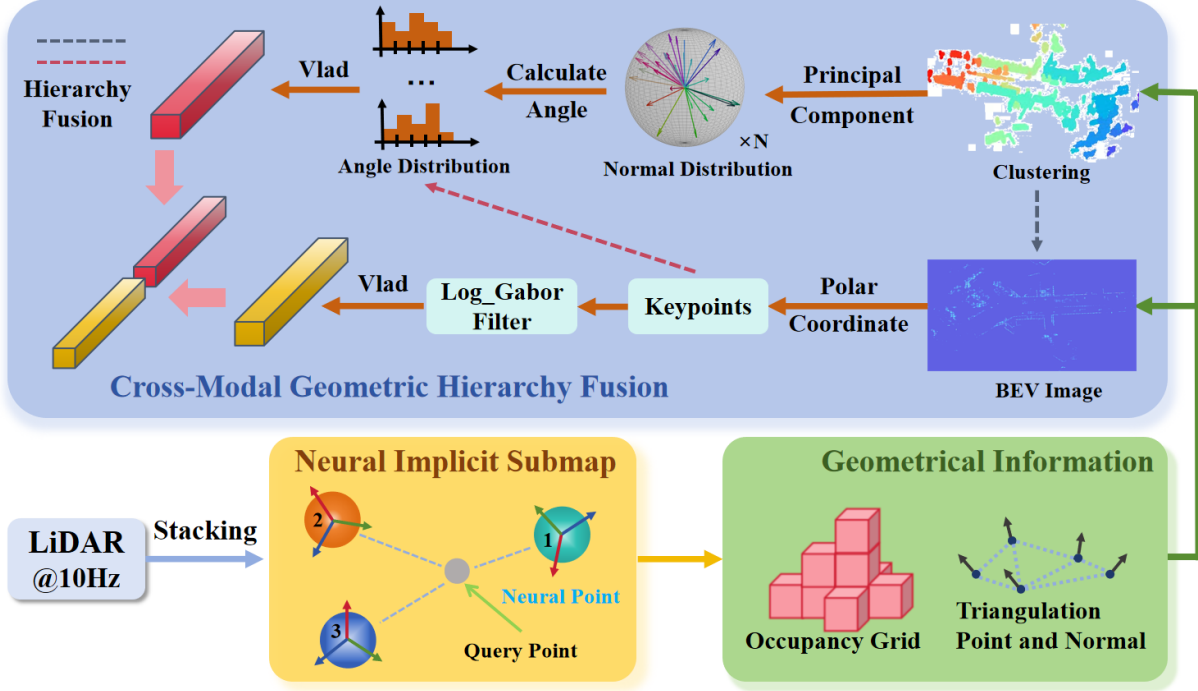 Hierarchy
Fusion
Vlad
...
Angle Distribution
Calculate
Angle
×N
Normal Distribution
Principal
Component
Clustering
Vlad
Log_Gabor
Filter
Keypoints
Polar
Coordinate
BEV Image
Cross-Modal Geometric Hierarchy Fusion
LiDAR
@10Hz
Stacking
Neural Implicit Submap
2
1
3
Neural Point
Query Point
Geometrical Information
Occupancy Grid
Triangulation
Point and Normal